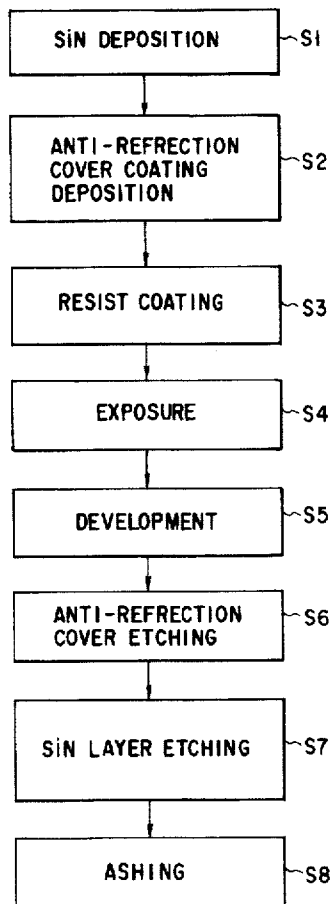 SiN DEPOSITION
S1
ANTI-REFRECTION
COVER COATING
DEPOSITION
S2
RESIST COATING
S3
EXPOSURE
S4
DEVELOPMENT
S5
ANTI-REFRECTION
COVER ETCHING
S6
SiN LAYER ETCHING
S7
ASHING
S8